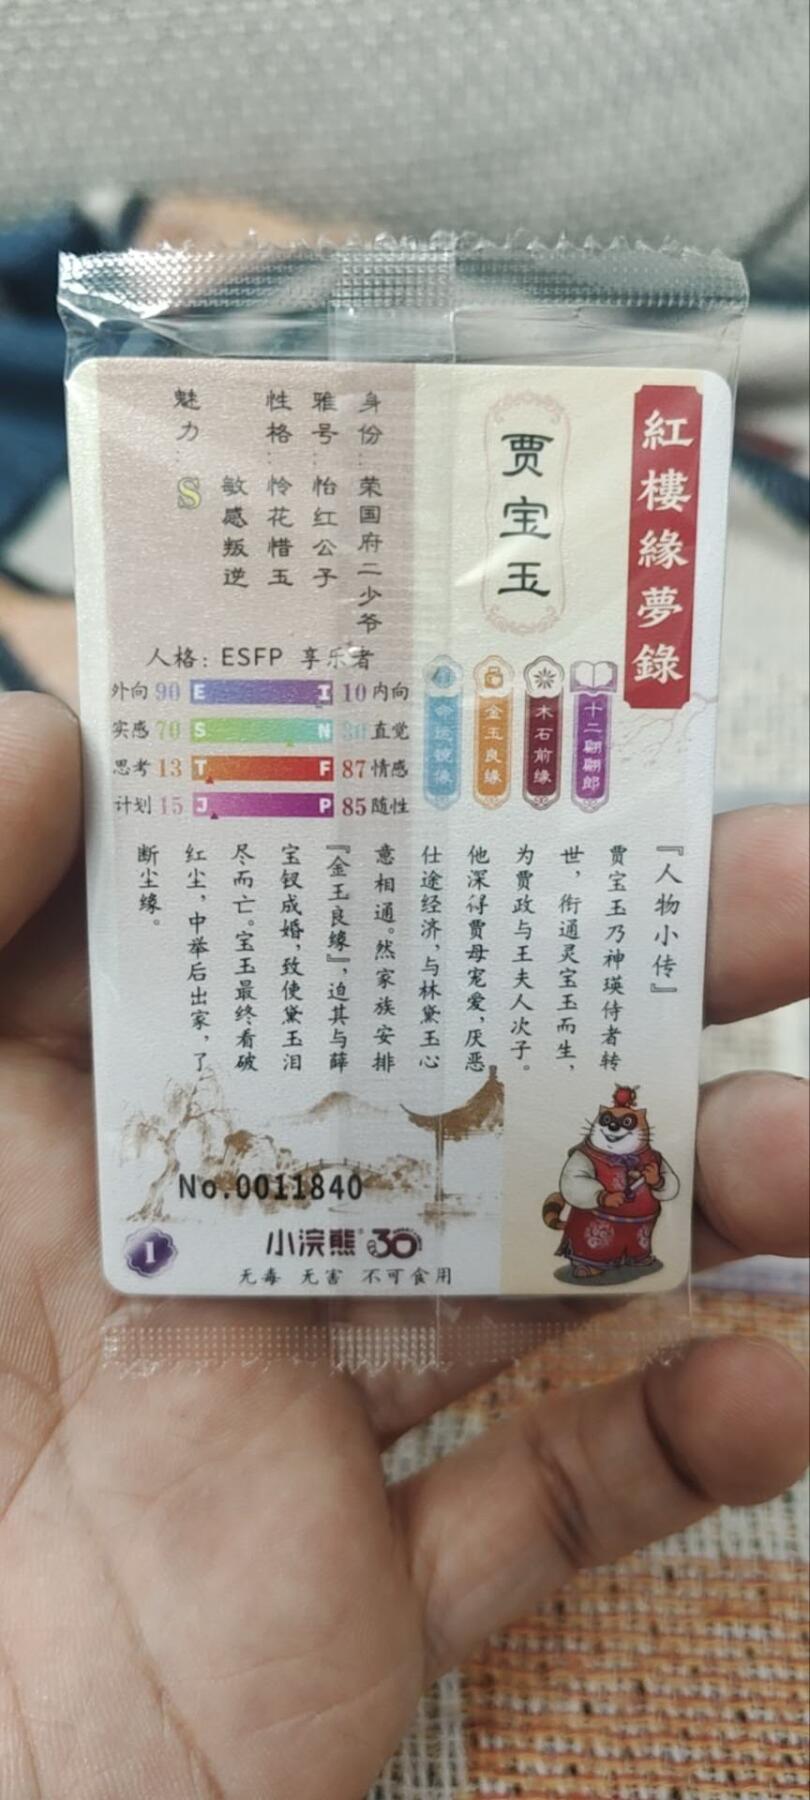 紅樓緣夢錄
贾宝玉
身份：荣国府二少爷
雅号：怡红公子
性格：怜花惜玉
敏感叛逆
魅力：S
人格：ESFP 享乐者
外向 90 E I 10 内向
实感 70 S N 30 直觉
思考 13 T F 87 情感
计划 15 J P 85 随性
十二翩翩郎
木石前缘
金玉良缘
命运镜像
『人物小传』
贾宝玉乃神瑛侍者转
世，衔通灵宝玉而生，
为贾政与王夫人次子。
他深得贾母宠爱，厌恶
仕途经济，与林黛玉心
意相通。然家族安排
『金玉良缘』，迫其与薛
宝钗成婚，致使黛玉泪
尽而亡。宝玉最终看破
红尘，中举后出家，了
断尘缘。
No.0011840
1
小浣熊 30
无毒 无害 不可食用